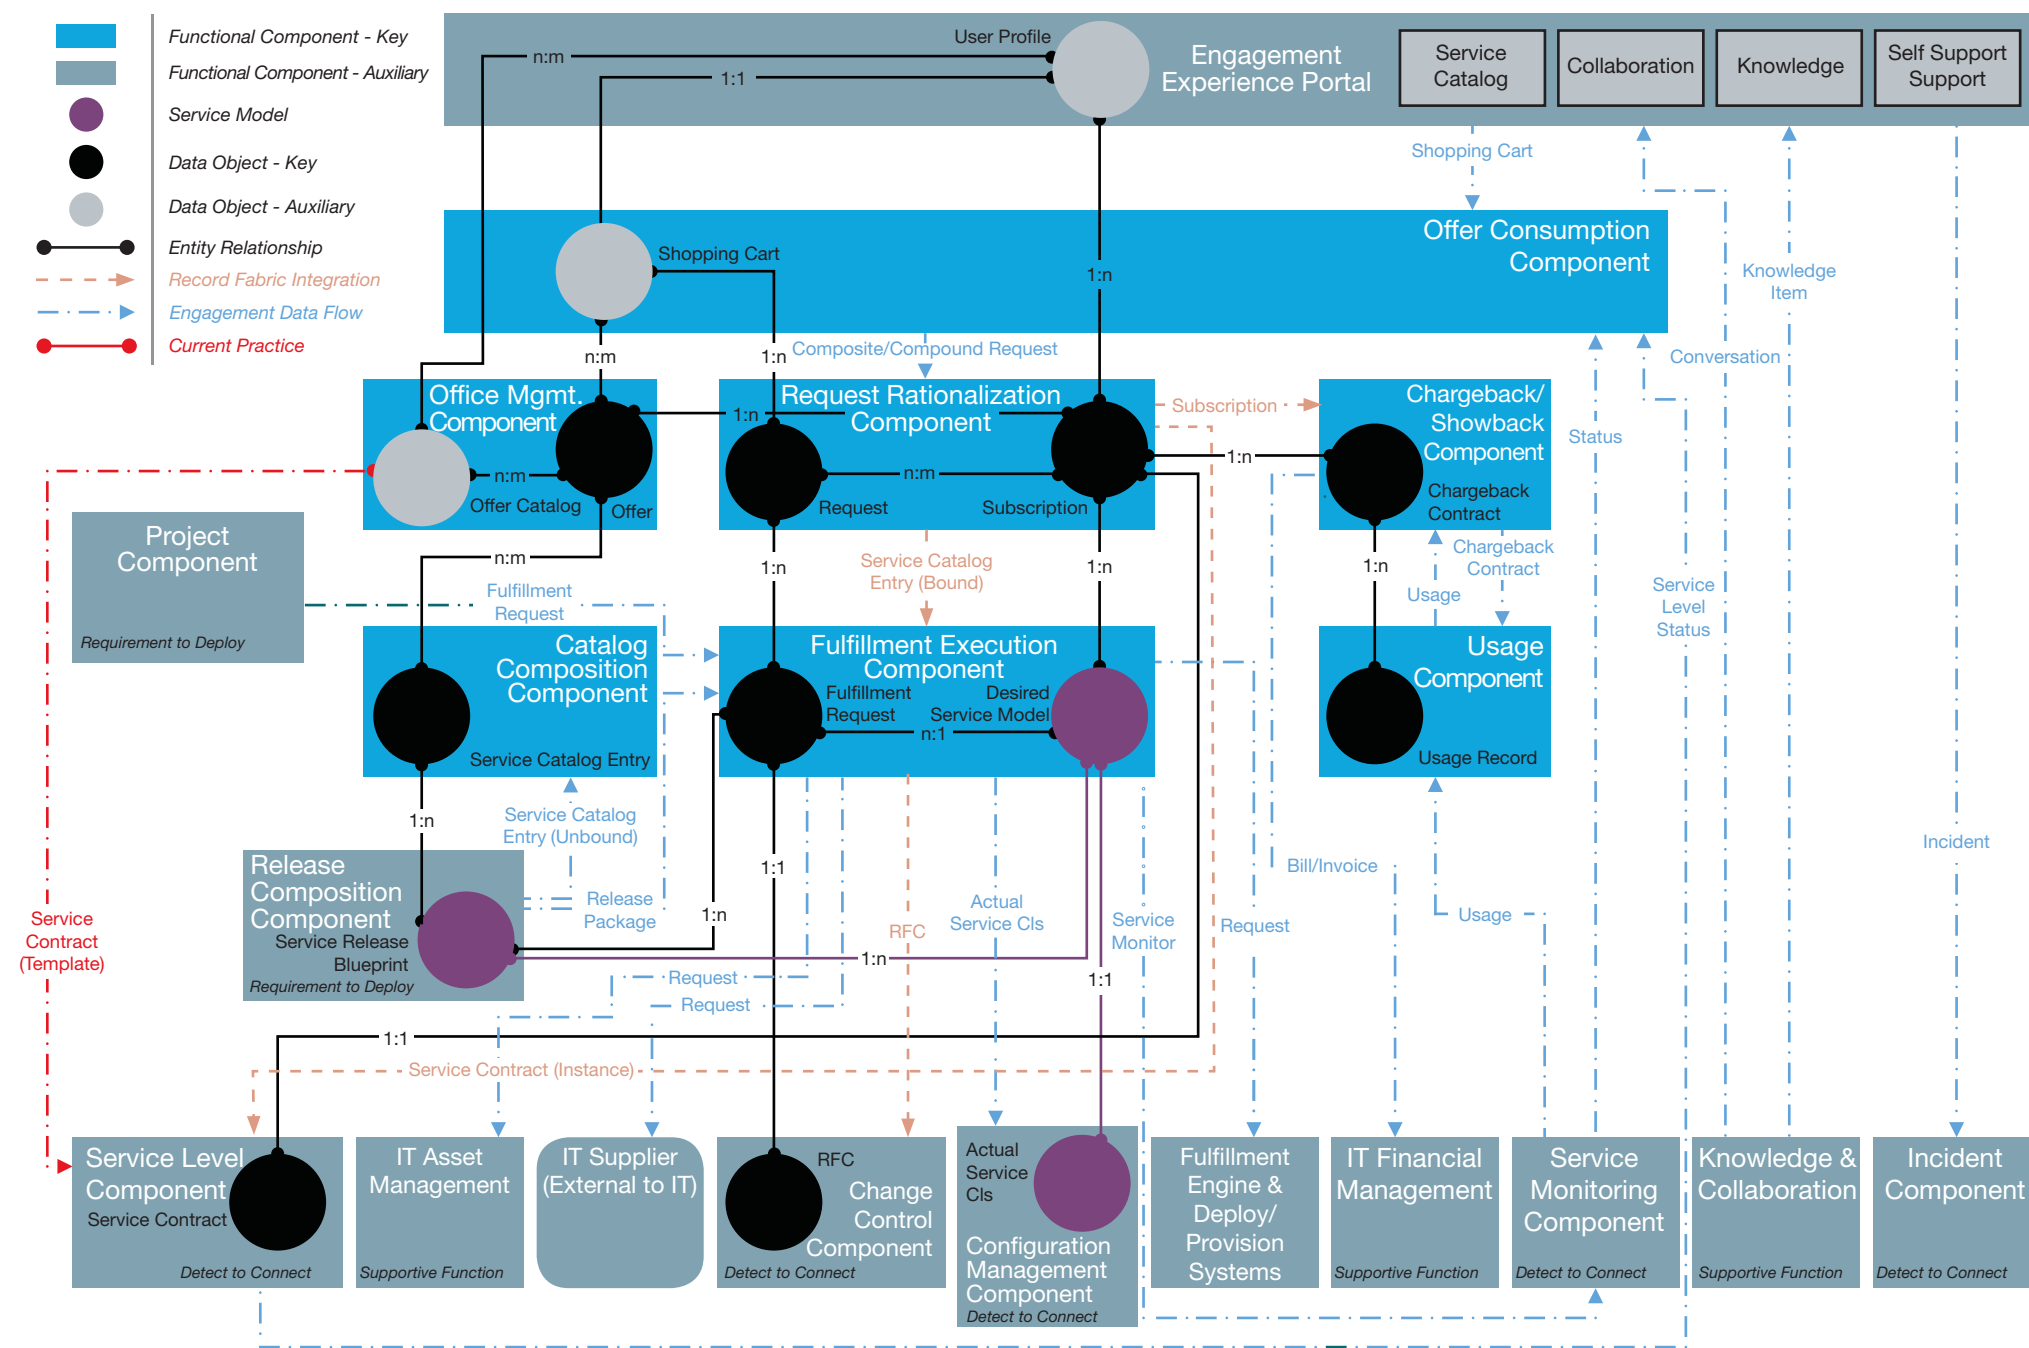 Functional Component - Key
Functional Component - Auxiliary
Service Model
Data Object - Key
Data Object - Auxiliary
Entity Relationship
Record Fabric Integration
Engagement Data Flow
Current Practice
User Profile
Engagement
Experience Portal
Service
Catalog
Collaboration
Knowledge
Self Support
Support
n:m
1:1
Shopping Cart
Offer Consumption
Component
Shopping Cart
1:n
Knowledge
Item
n:m
1:n
Composite/Compound Request
Conversation
Office Mgmt.
Component
Offer Catalog
Offer
n:m
1:n
Request Rationalization
Component
n:m
Request
Subscription
Subscription
1:n
Chargeback/
Showback
Component
Chargeback
Contract
Status
Project
Component
Requirement to Deploy
n:m
Fulfillment
Request
1:n
Service Catalog
Entry (Bound)
1:n
1:n
Chargeback
Contract
Usage
Service
Level
Status
Catalog
Composition
Component
Service Catalog Entry
Fulfillment Execution
Component
Fulfillment
Request
Desired
Service Model
n:1
Usage
Component
Usage Record
1:n
Service Catalog
Entry (Unbound)
Release
Composition
Component
Service Release
Blueprint
Requirement to Deploy
Release
Package
1:1
1:n
RFC
Actual
Service CIs
Service
Monitor
Request
Bill/Invoice
Usage
Incident
Service
Contract
(Template)
1:n
Request
Request
1:1
1:1
Service Contract (Instance)
Service Level
Component
Service Contract
Detect to Connect
IT Asset
Management
Supportive Function
IT Supplier
(External to IT)
RFC
Change
Control
Component
Detect to Connect
Actual
Service
CIs
Configuration
Management
Component
Detect to Connect
Fulfillment
Engine &
Deploy/
Provision
Systems
IT Financial
Management
Supportive Function
Service
Monitoring
Component
Detect to Connect
Knowledge &
Collaboration
Supportive Function
Incident
Component
Detect to Connect